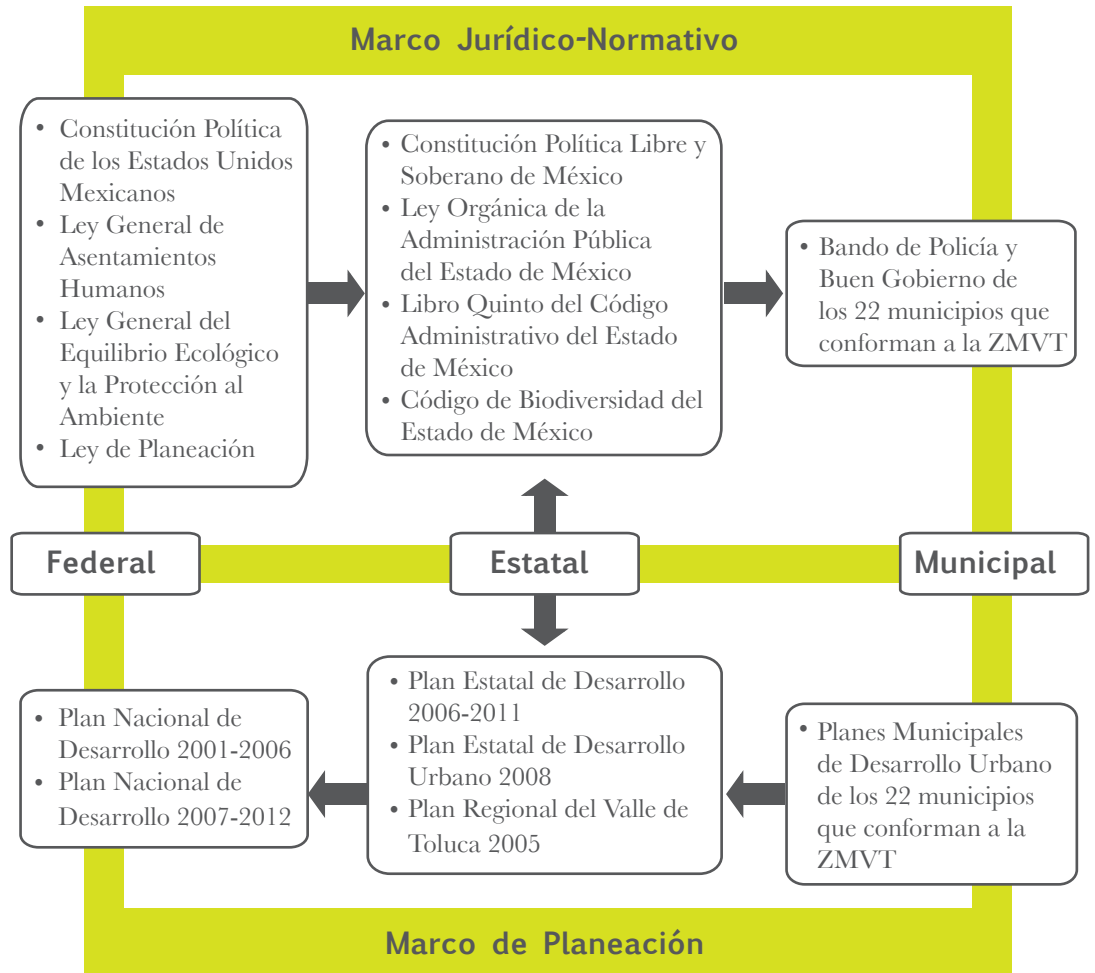 Marco Jurídico-Normativo
• Constitución Política
de los Estados Unidos
Mexicanos
• Ley General de
Asentamientos
Humanos
• Ley General del
Equilibrio Ecológico
y la Protección al
Ambiente
• Ley de Planeación
• Constitución Política Libre y
Soberano de México
• Ley Orgánica de la
Administración Pública
del Estado de México
• Libro Quinto del Código
Administrativo del Estado
de México
• Código de Biodiversidad del
Estado de México
• Bando de Policía y
Buen Gobierno de
los 22 municipios que
conforman a la ZMVT
Federal
Estatal
Municipal
• Plan Nacional de
Desarrollo 2001-2006
• Plan Nacional de
Desarrollo 2007-2012
• Plan Estatal de Desarrollo
2006-2011
• Plan Estatal de Desarrollo
Urbano 2008
• Plan Regional del Valle de
Toluca 2005
• Planes Municipales
de Desarrollo Urbano
de los 22 municipios
que conforman a la
ZMVT
Marco de Planeación